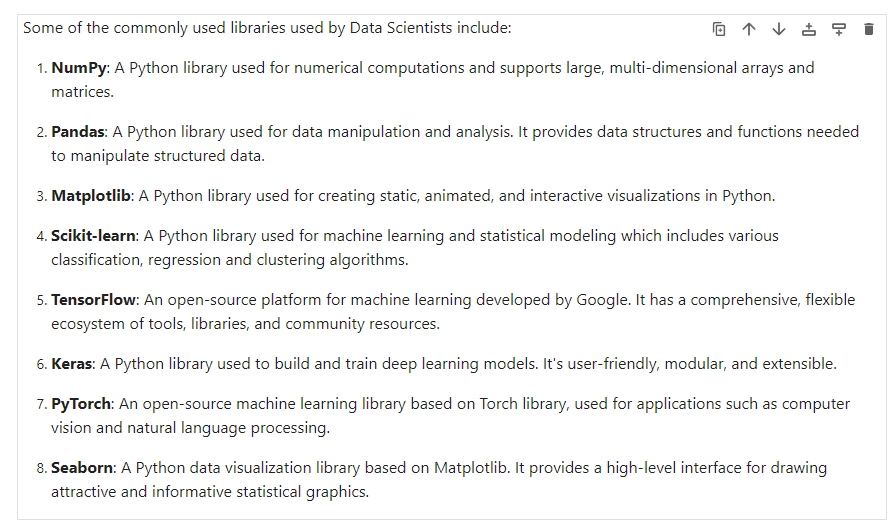 Some of the commonly used libraries used by Data Scientists include:
1. NumPy: A Python library used for numerical computations and supports large, multi-dimensional arrays and
matrices.
2. Pandas: A Python library used for data manipulation and analysis. It provides data structures and functions needed
to manipulate structured data.
3. Matplotlib: A Python library used for creating static, animated, and interactive visualizations in Python.
4. Scikit-learn: A Python library used for machine learning and statistical modeling which includes various
classification, regression and clustering algorithms.
5. TensorFlow: An open-source platform for machine learning developed by Google. It has a comprehensive, flexible
ecosystem of tools, libraries, and community resources.
6. Keras: A Python library used to build and train deep learning models. It's user-friendly, modular, and extensible.
7. PyTorch: An open-source machine learning library based on Torch library, used for applications such as computer
vision and natural language processing.
8. Seaborn: A Python data visualization library based on Matplotlib. It provides a high-level interface for drawing
attractive and informative statistical graphics.